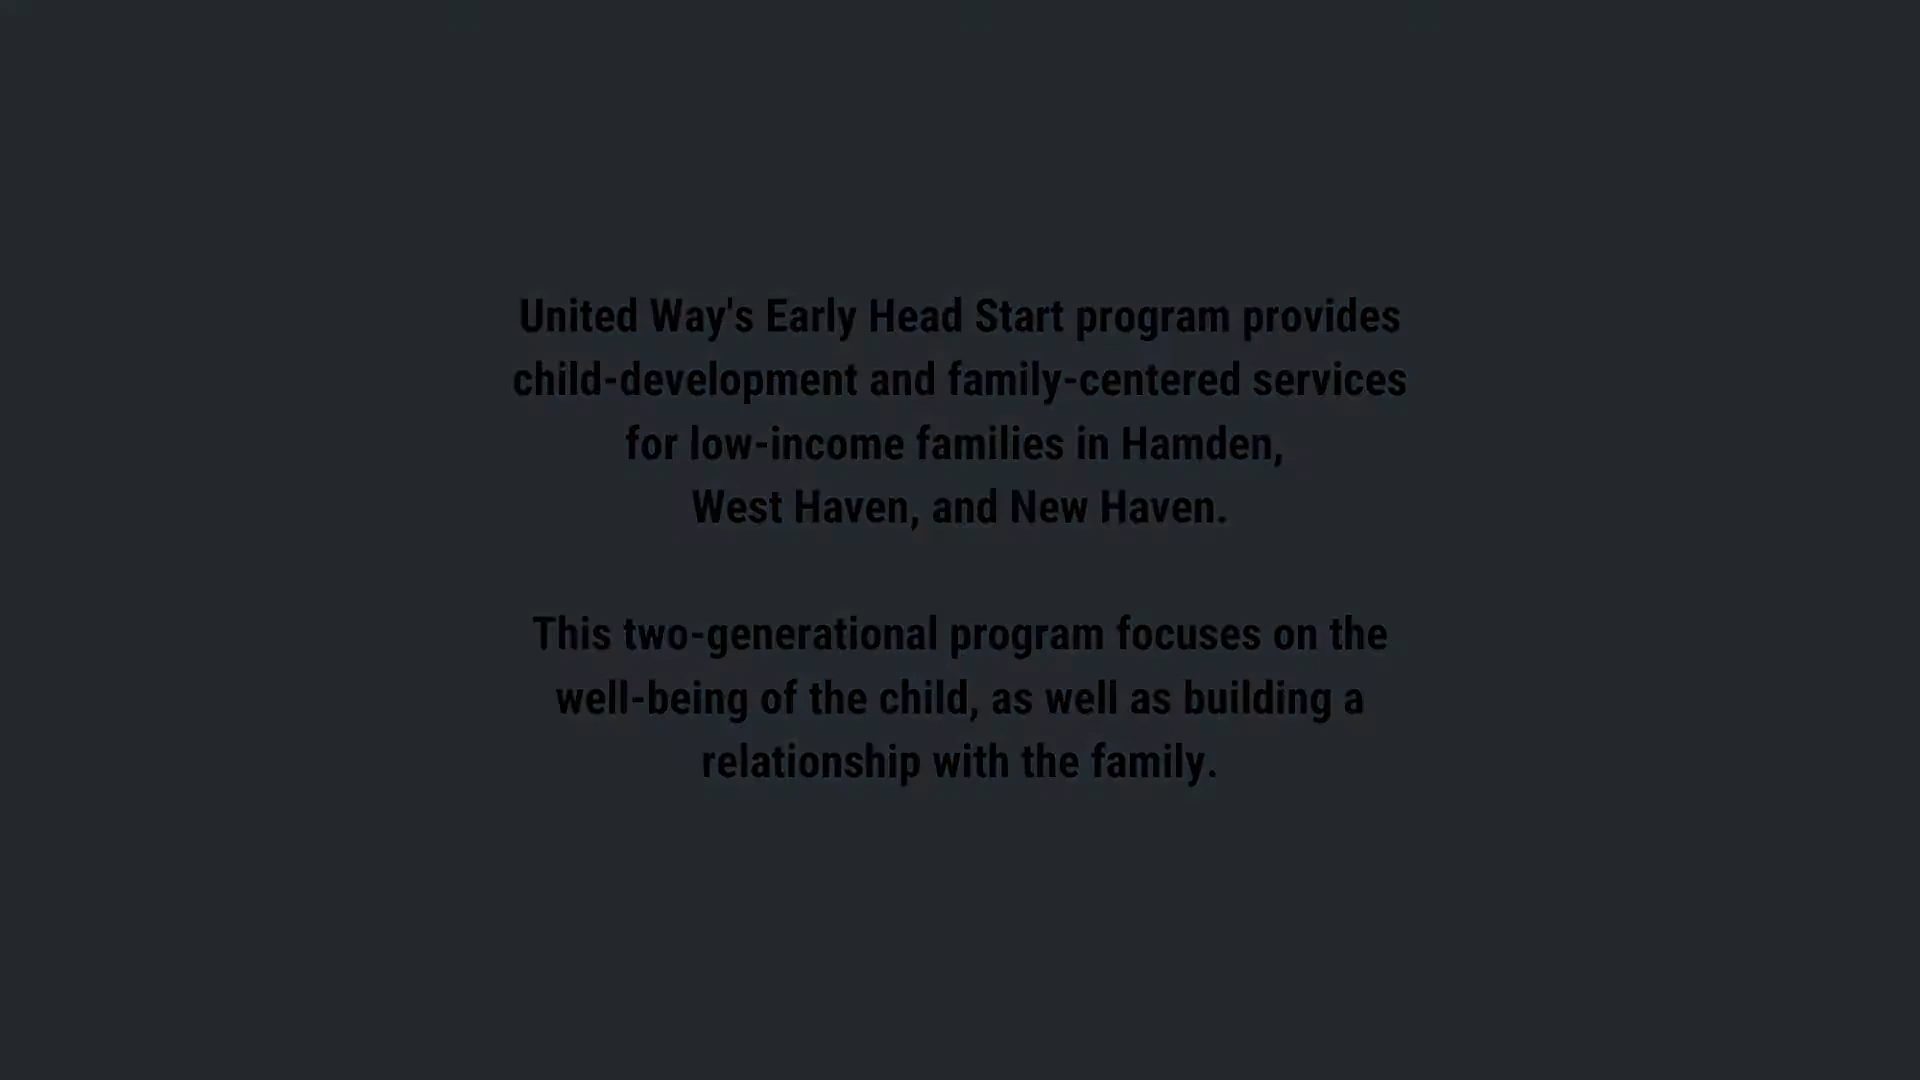 United Way's Early Head Start program provides
child-development and family-centered services
for low-income families in Hamden,
West Haven, and New Haven.
This two-generational program focuses on the
well-being of the child, as well as building a
relationship with the family.